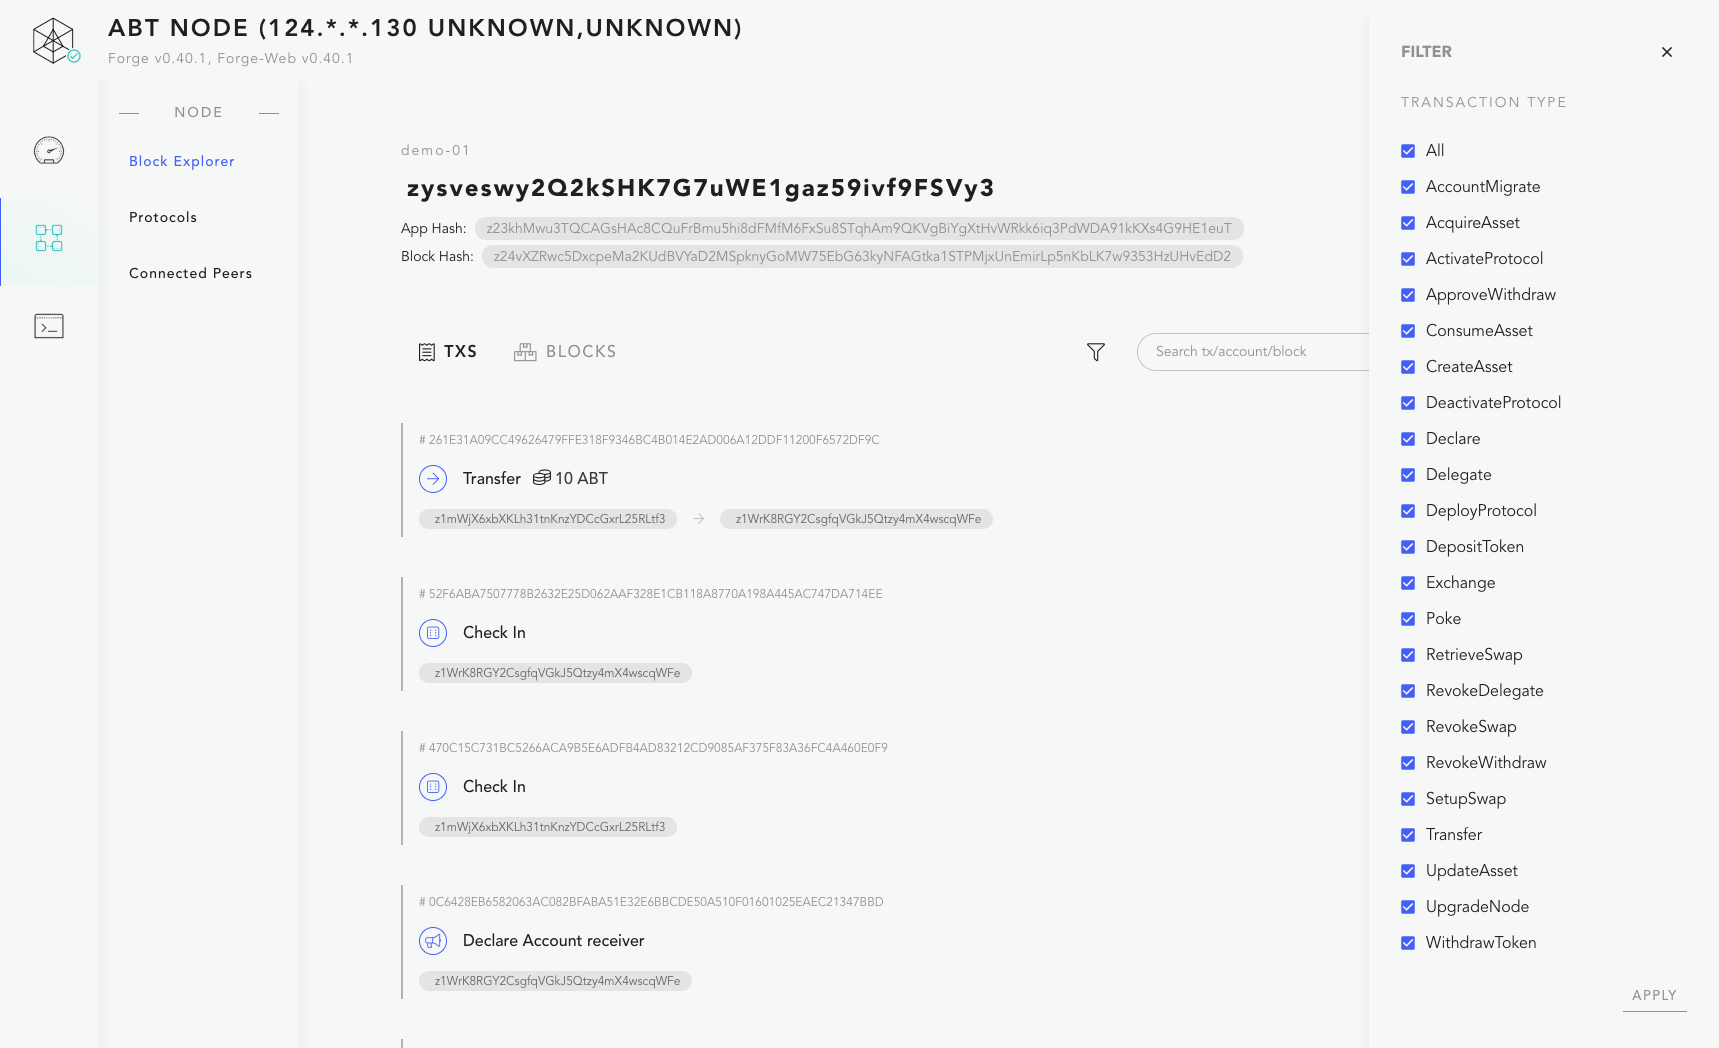 ABT NODE (124.*.*.130 UNKNOWN,UNKNOWN)
Forge v0.40.1, Forge-Web v0.40.1
NODE
Block Explorer
Protocols
Connected Peers
demo-01
zysveswy2Q2kSHK7G7uWE1gaz59ivf9FSVy3
App Hash: z23khMwu3TQCAGsHAc8CQuFrBmu5hi8dFMfM6FxSu8STqhAm9QKVgBiYgXtHvWRkk6iq3PdWDA91kKXs4G9HE1euT
Block Hash: z24vXZRwc5DxcpeMa2KUdBVYaD2MSpknyGoMW75EbG63kyNFAGtka1STPMjxUnEmirLp5nKbLK7w9353HzUHvEdD2
TXS
BLOCKS
Search tx/account/block
# 261E31A09CC49626479FFE318F9346BC4B014E2AD006A12DDF11200F6572DF9C
Transfer 10 ABT
z1mWjX6xbXKLh31tnKnzYDCcGxrL25RLtf3 → z1WrK8RGY2CsgfqVGkJ5Qtzy4mX4wscqWFe
# 52F6ABA7507778B2632E25D062AAF328E1CB118A8770A198A445AC747DA714EE
Check In
z1WrK8RGY2CsgfqVGkJ5Qtzy4mX4wscqWFe
# 470C15C731BC5266ACA9B5E6ADFB4AD83212CD9085AF375F83A36FC4A460E0F9
Check In
z1mWjX6xbXKLh31tnKnzYDCcGxrL25RLtf3
# 0C6428EB6582063AC082BFABA51E32E6BBCDE50A510F01601025EAEC21347BBD
Declare Account receiver
z1WrK8RGY2CsgfqVGkJ5Qtzy4mX4wscqWFe
FILTER
TRANSACTION TYPE
All
AccountMigrate
AcquireAsset
ActivateProtocol
ApproveWithdraw
ConsumeAsset
CreateAsset
DeactivateProtocol
Declare
Delegate
DeployProtocol
DepositToken
Exchange
Poke
RetrieveSwap
RevokeDelegate
RevokeSwap
RevokeWithdraw
SetupSwap
Transfer
UpdateAsset
UpgradeNode
WithdrawToken
APPLY